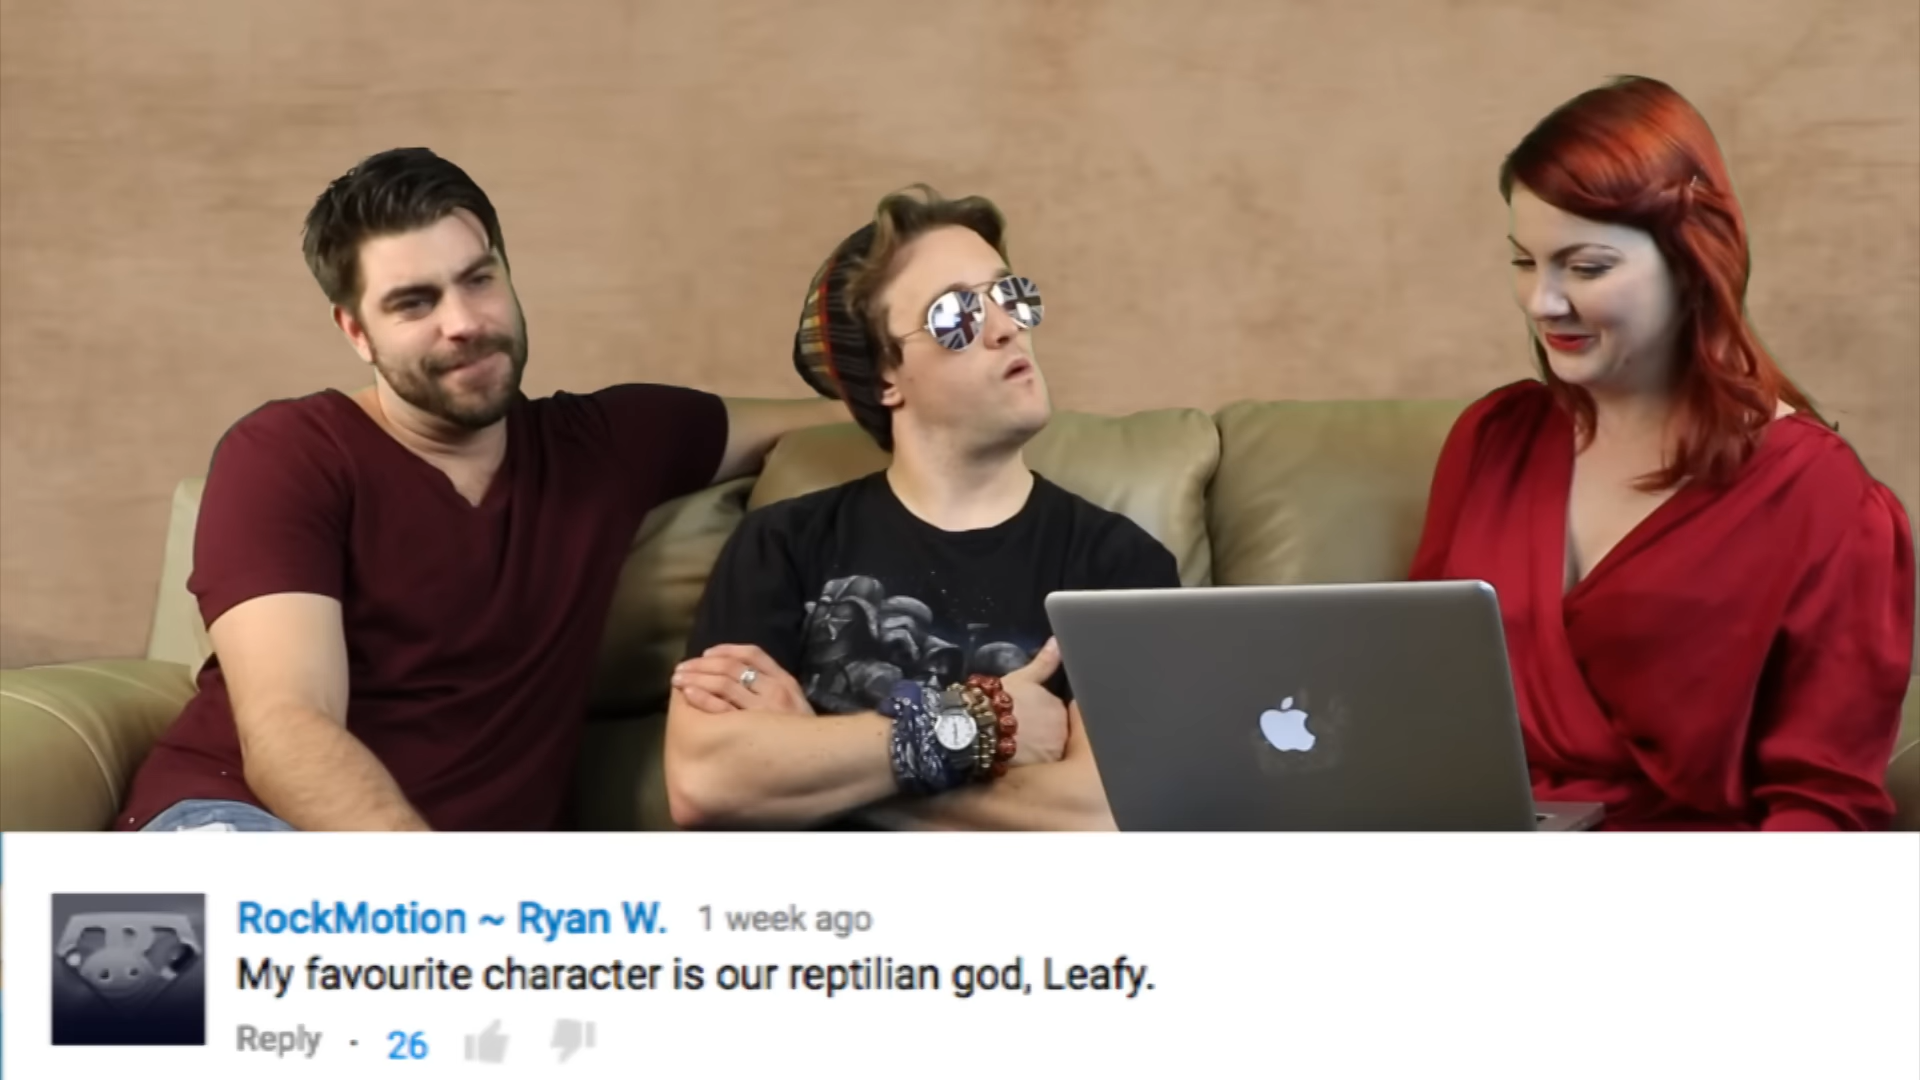 RockMotion ~ Ryan W. 1 week ago
My favourite character is our reptilian god, Leafy.
Reply · 26